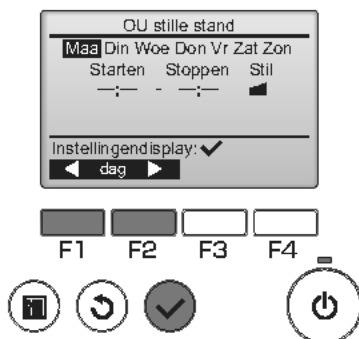 OU stille stand
Maa Din Woe Don Vr Zat Zon
Starten Stoppen Stil
--:-- - --:--
Instellingendisplay:✔
◀ dag ▶
F1 F2 F3 F4